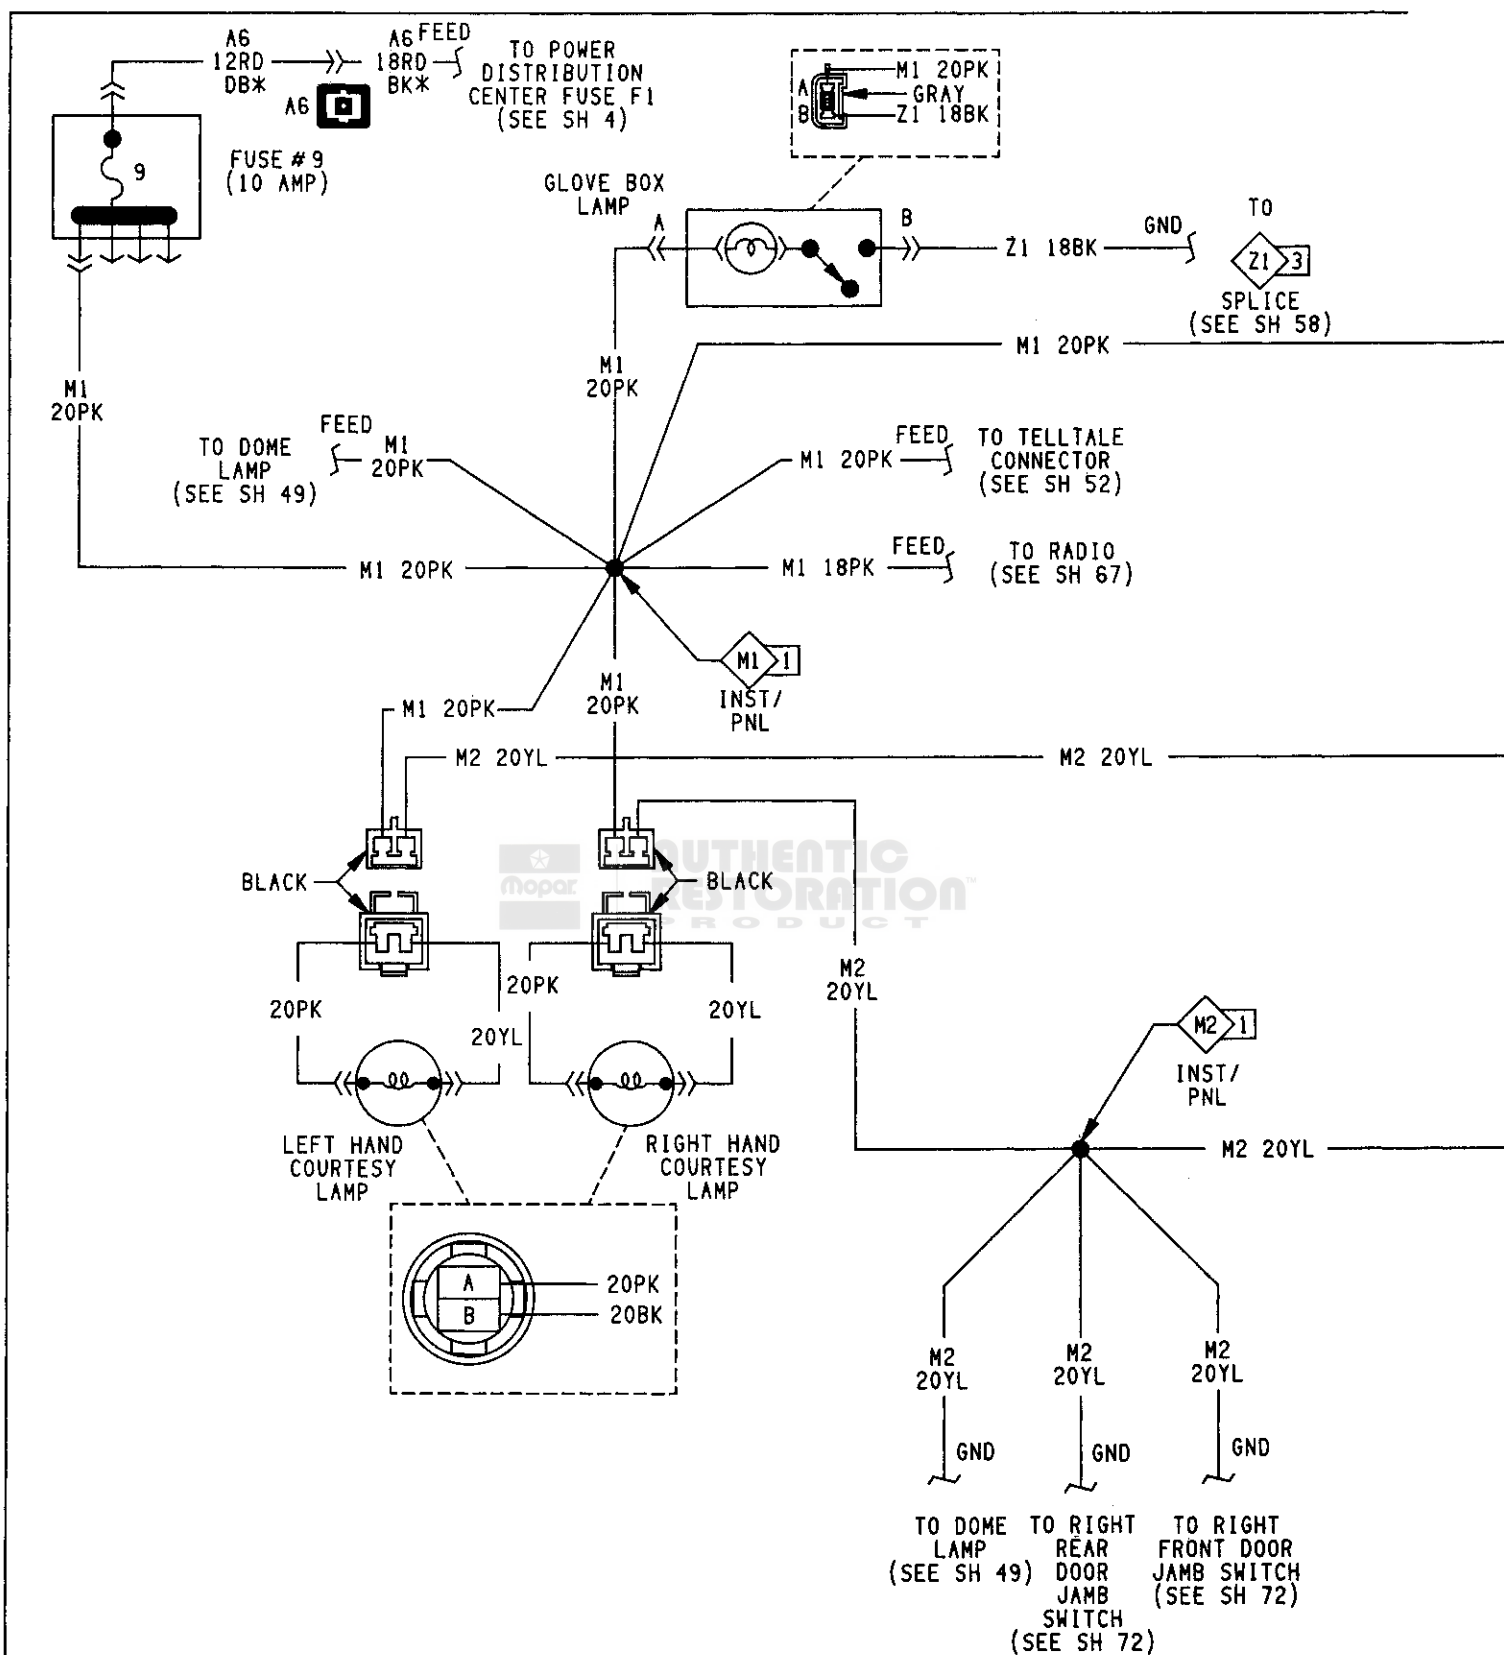 A6
12RD
DB*
A6
A6
18RD
BK*
FEED
TO POWER
DISTRIBUTION
CENTER FUSE F1
(SEE SH 4)
9
FUSE #9
(10 AMP)
A
B
M1 20PK
GRAY
Z1 18BK
GLOVE BOX
LAMP
A
B
Z1 18BK
GND
TO
Z1 3
SPLICE
(SEE SH 58)
M1 20PK
M1
20PK
M1
20PK
FEED
M1
20PK
TO DOME
LAMP
(SEE SH 49)
M1 20PK
FEED
TO TELLTALE
CONNECTOR
(SEE SH 52)
M1 20PK
M1 18PK
FEED
TO RADIO
(SEE SH 67)
M1 1
INST/
PNL
M1
20PK
M1 20PK
M2 20YL
M2 20YL
BLACK
BLACK
Mopar.
AUTHENTIC
RESTORATION™
PRODUCT
20PK
20YL
20PK
20YL
M2
20YL
M2 1
INST/
PNL
LEFT HAND
COURTESY
LAMP
RIGHT HAND
COURTESY
LAMP
M2 20YL
A
B
20PK
20BK
M2
20YL
M2
20YL
M2
20YL
GND
GND
GND
TO DOME
LAMP
(SEE SH 49)
TO RIGHT
REAR
DOOR
JAMB
SWITCH
(SEE SH 72)
TO RIGHT
FRONT DOOR
JAMB SWITCH
(SEE SH 72)